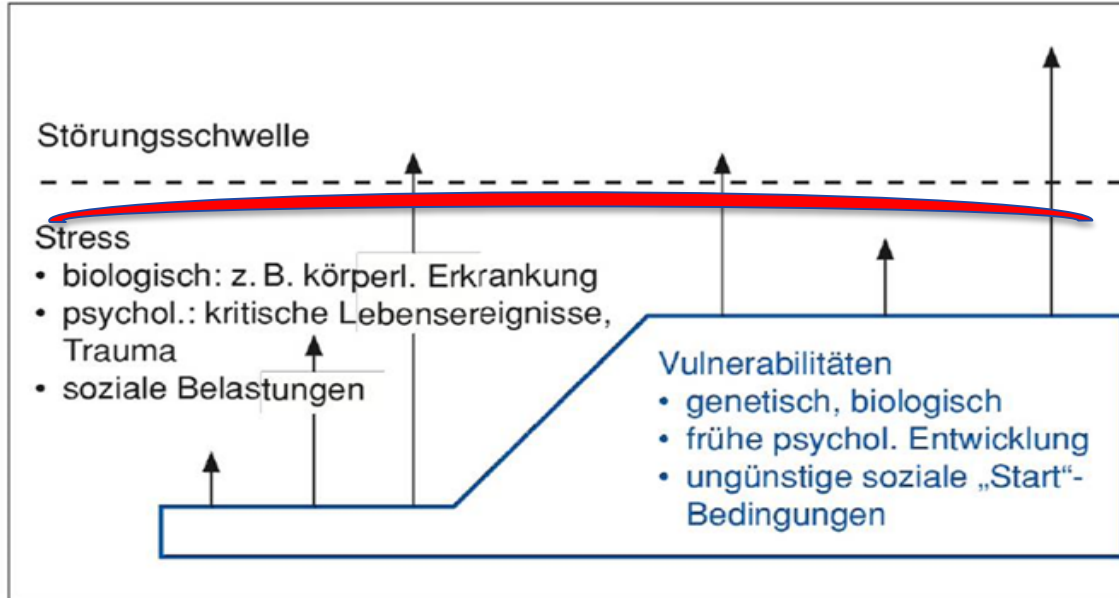 Störungsschwelle
Stress
• biologisch: z. B. körperl. Erkrankung
• psychol.: kritische Lebensereignisse,
Trauma
• soziale Belastungen
Vulnerabilitäten
• genetisch, biologisch
• frühe psychol. Entwicklung
• ungünstige soziale „Start“-
Bedingungen